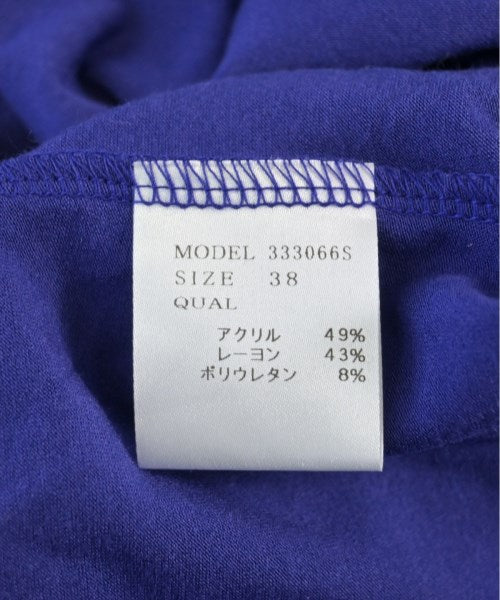 MODEL 333066S
SIZE 38
QUAL
アクリル 49%
レーヨン 43%
ポリウレタン 8%